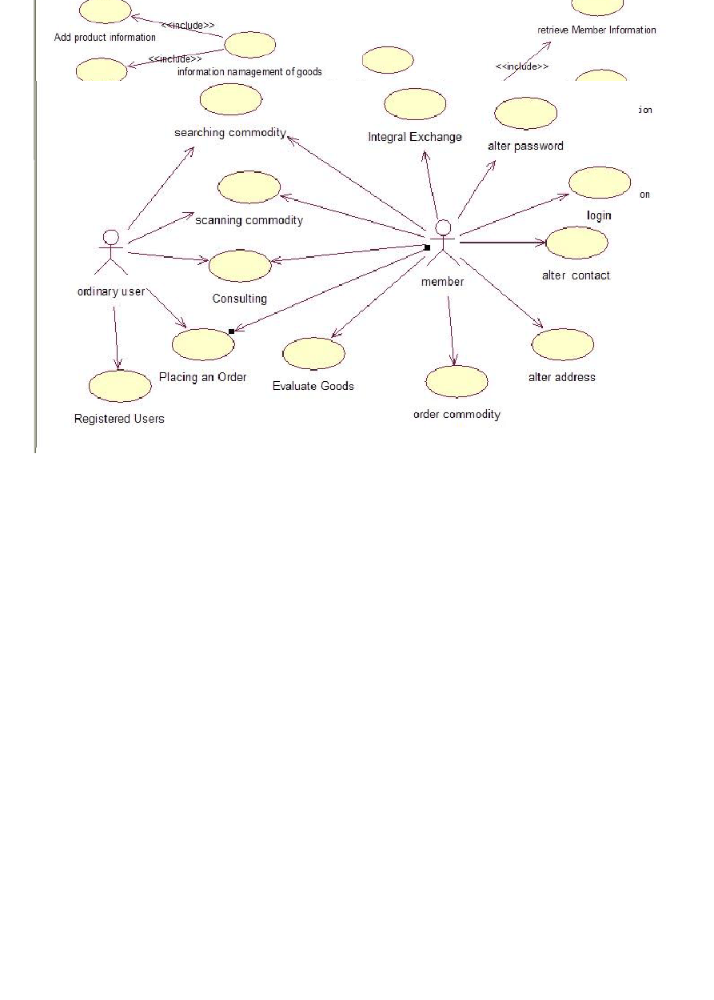 <<include>>
retrieve Member Information
Add product information
<<include>>
<<include>>
information namagement of goods
searching commodity
Integral Exchange
alter password
scanning commodity
login
ordinary user
member
alter contact
Consulting
Placing an Order
Evaluate Goods
alter address
Registered Users
order commodity